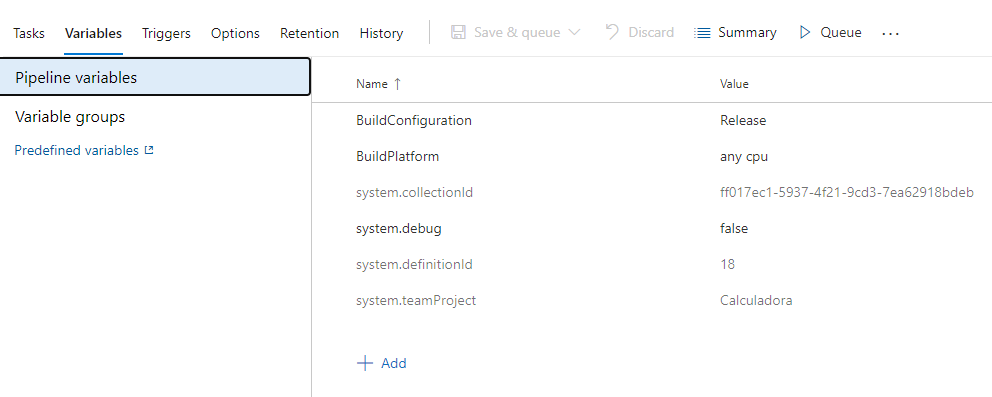 Tasks Variables Triggers Options Retention History Save & queue Discard Summary Queue ...
Pipeline variables
Variable groups
Predefined variables
Name ↑ Value
BuildConfiguration Release
BuildPlatform any cpu
system.collectionId ff017ec1-5937-4f21-9cd3-7ea62918bdeb
system.debug false
system.definitionId 18
system.teamProject Calculadora
+ Add